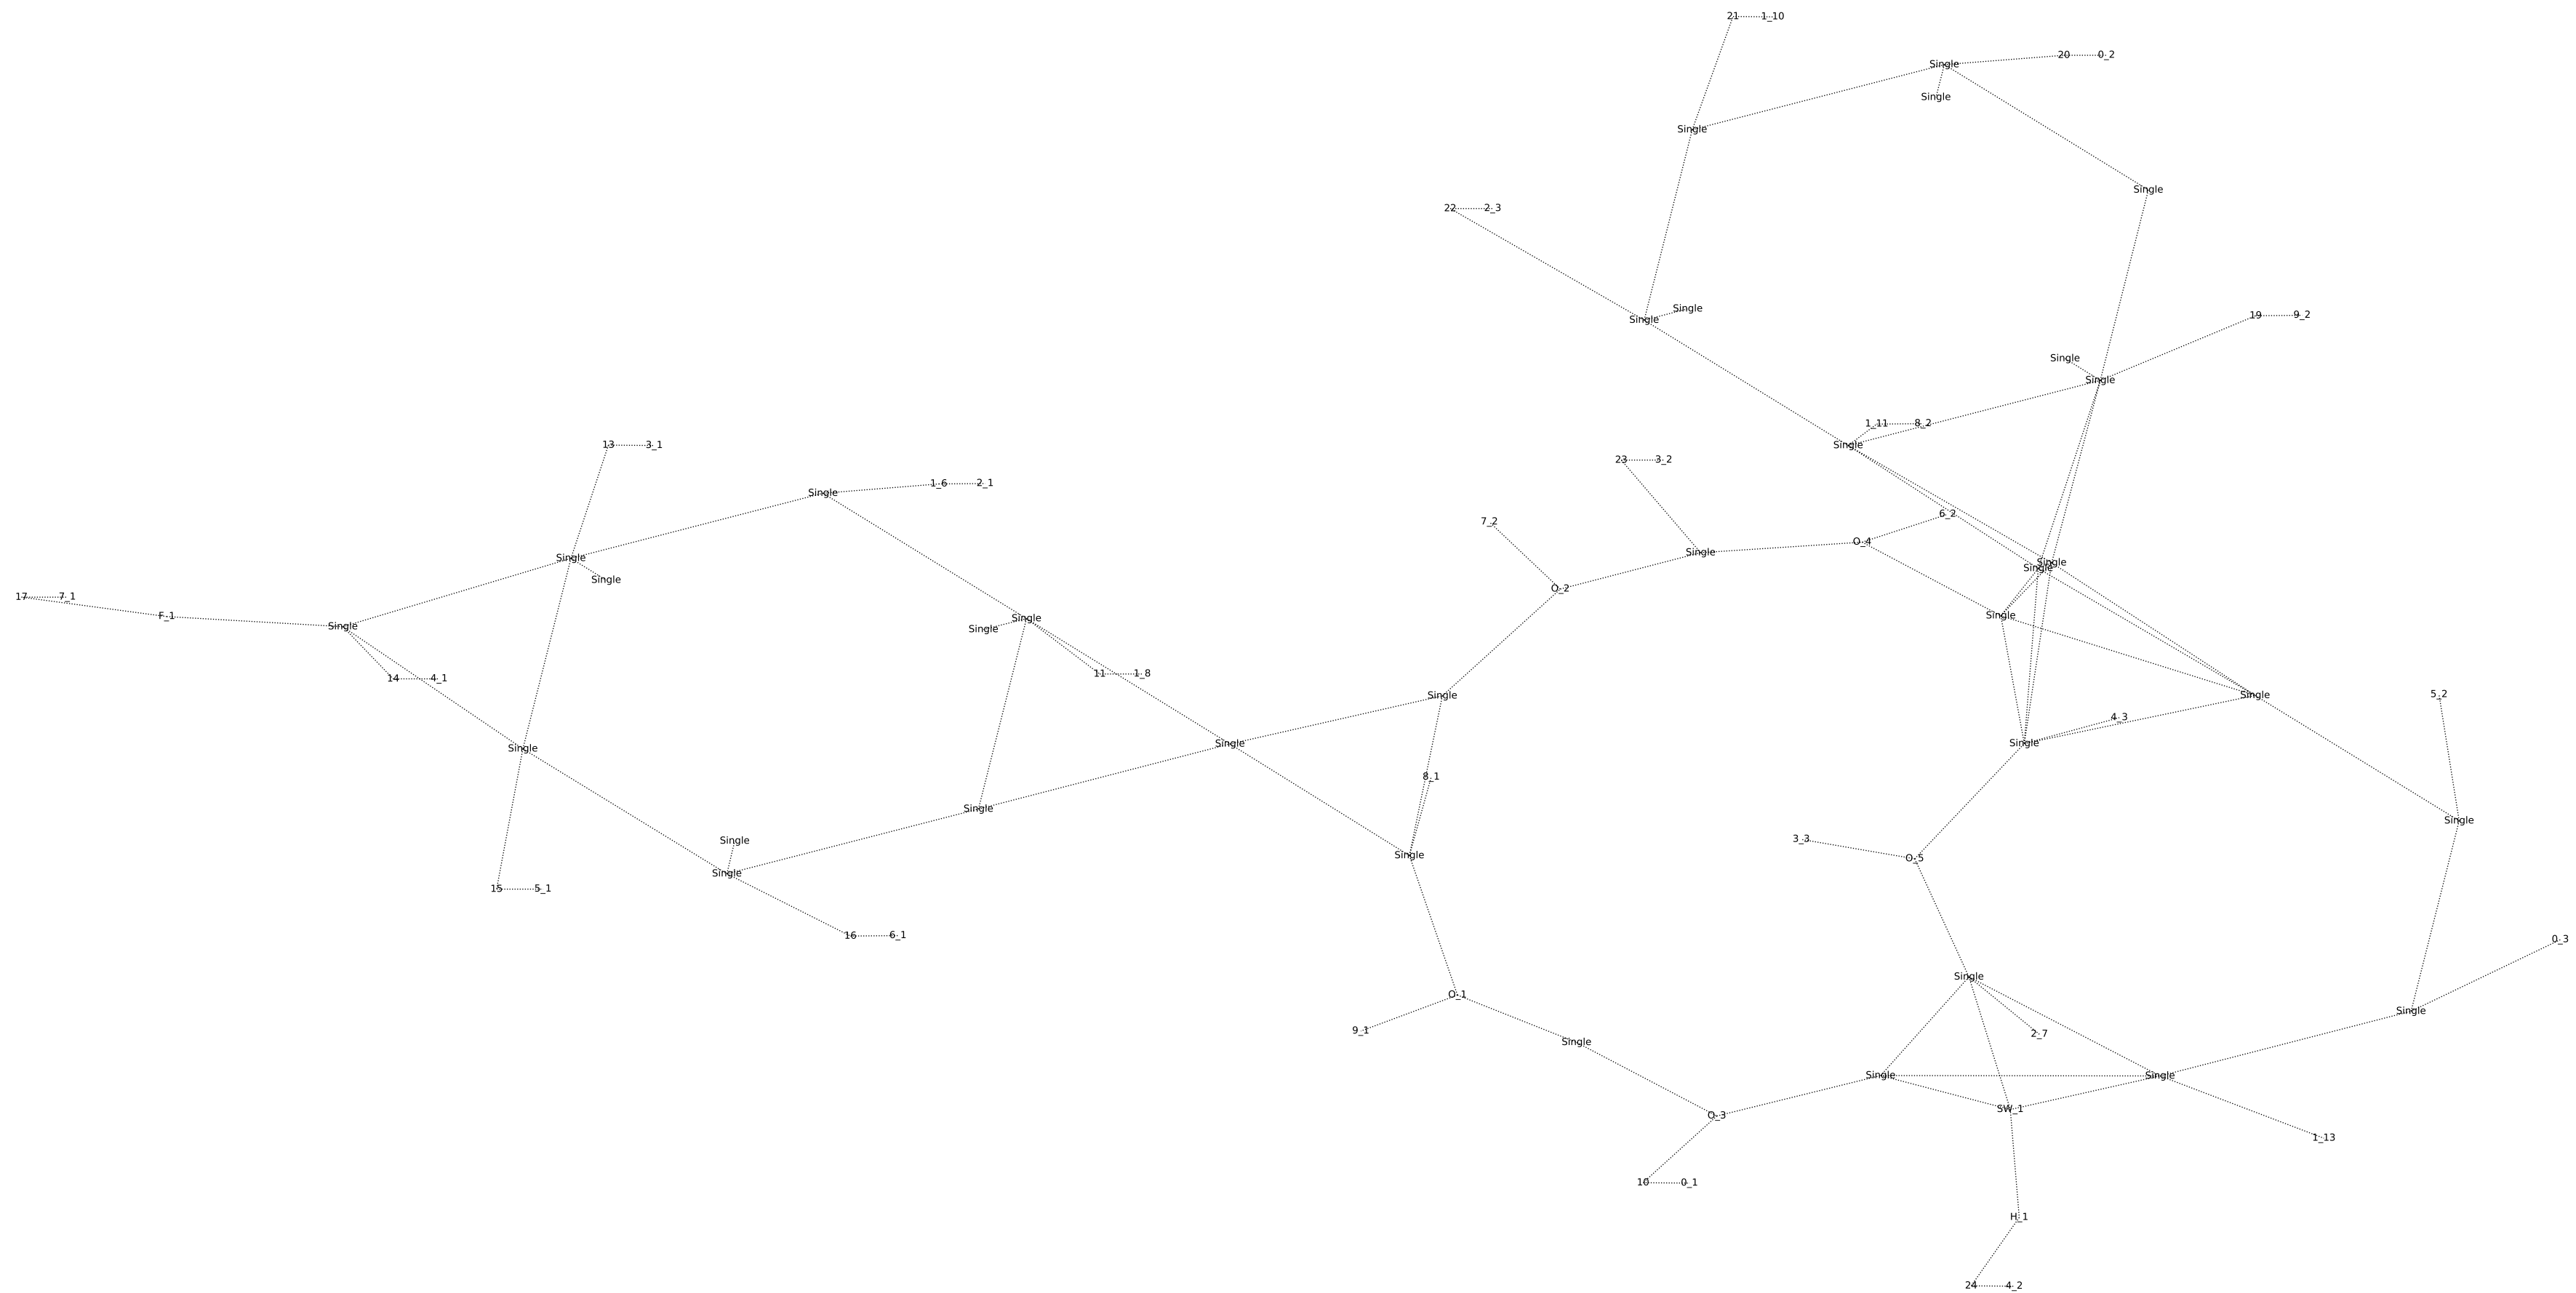 21 1_10
20 0_2
Single
Single
Single
Single
22 2_3
Single
Single
19 9_2
Single
Single
1_11 8_2
Single
13 3_1
23 3_2
1_6 2_1
Single
6_2
7_2
O_4
Single
Single
Single
Single
Single
O_2
17 7_1
F_1
Single
Single
Single
Single
14 4_1
11 1_8
5_2
Single
Single
4_3
Single
Single
Single
8_1
Single
Single
3_3
Single
Single
O_5
Single
15 5_1
16 6_1
0_3
Single
O_1
Single
9_1
2_7
Single
Single
Single
SW_1
O_3
1_13
10 0_1
H_1
24 4_2